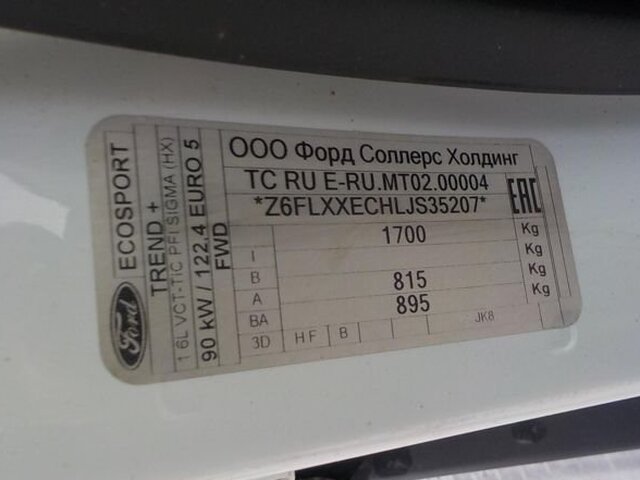 ООО Форд Соллерс Холдинг
TC RU E-RU.MT02.00004
*Z6FLXXECHLJS35207*
EAC
1700 Kg
I
B 815 Kg
A 895 Kg
BA
3D HF B JK8
Ford
ECOSPORT
TREND +
1 6L VCT-TIC PFI SIGMA (HX)
90 kW / 122.4 EURO 5
FWD